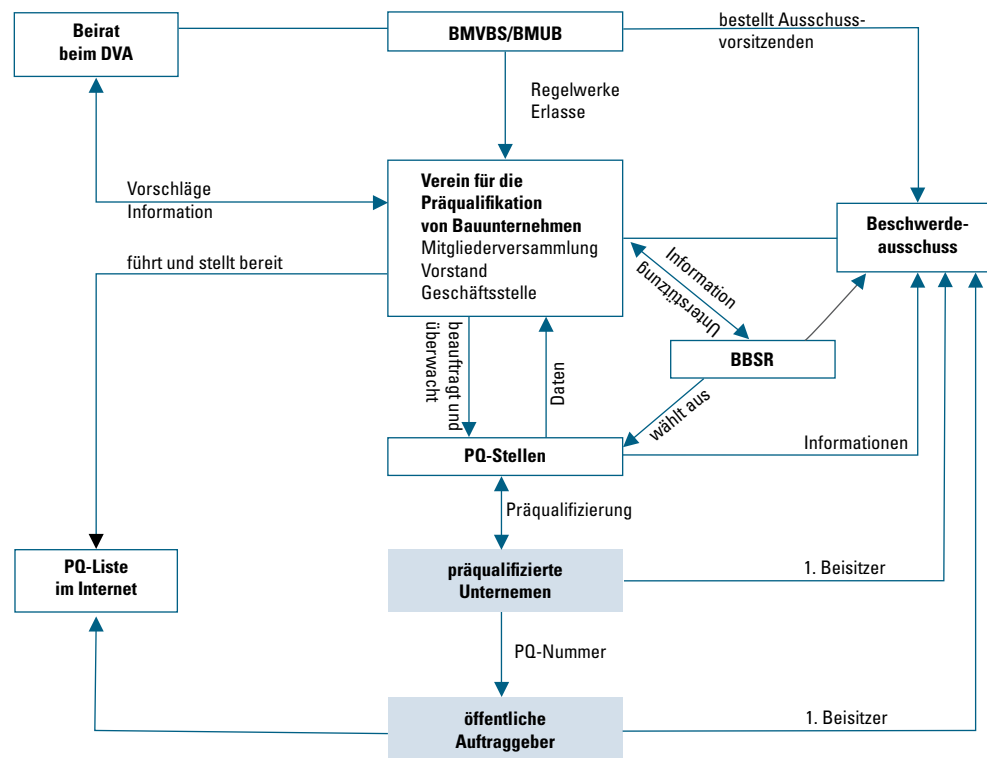 Beirat
beim DVA
BMVBS/BMUB
bestellt Ausschuss-
vorsitzenden
Regelwerke
Erlasse
Vorschläge
Information
Verein für die
Präqualifikation
von Bauunternehmen
Mitgliederversammlung
Vorstand
Geschäftsstelle
Beschwerde-
ausschuss
führt und stellt bereit
Information
Unterstützung
BBSR
beauftragt und
überwacht
Daten
wählt aus
PQ-Stellen
Informationen
Präqualifizierung
PQ-Liste
im Internet
präqualifizierte
Unternemen
1. Beisitzer
PQ-Nummer
öffentliche
Auftraggeber
1. Beisitzer